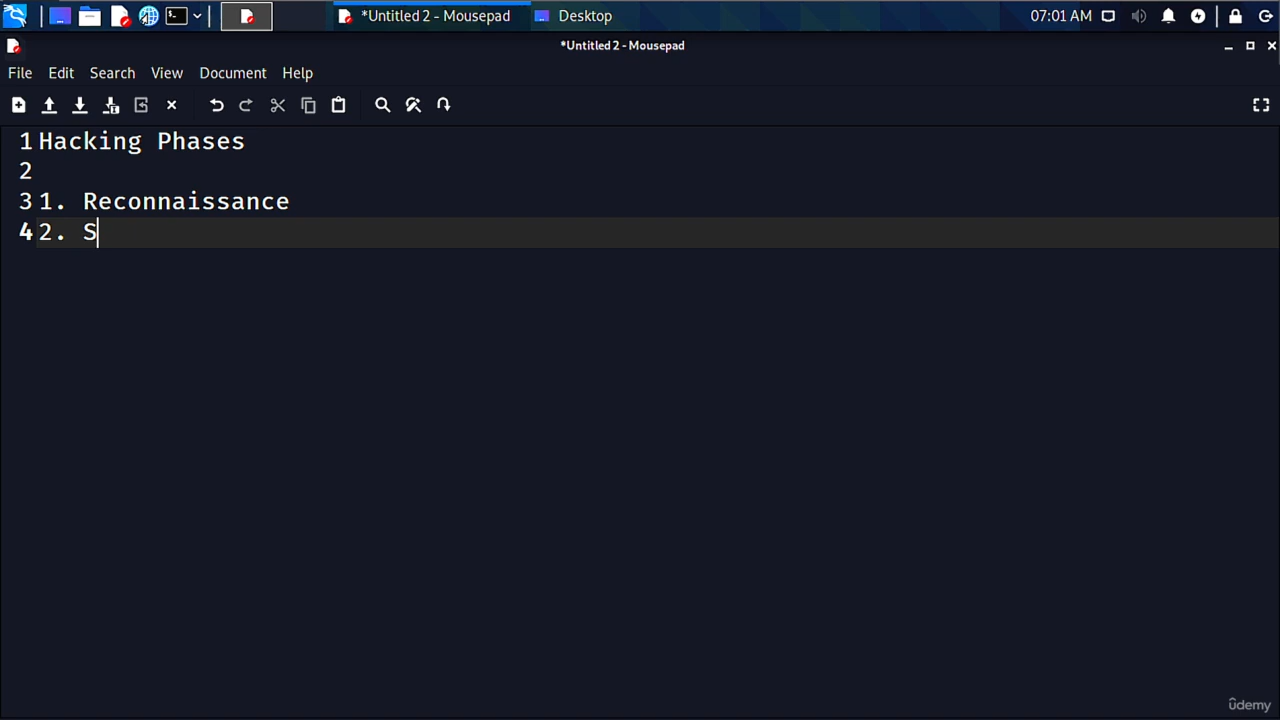 *Untitled 2 - Mousepad
Desktop
07:01 AM
*Untitled 2 - Mousepad
File Edit Search View Document Help
1 Hacking Phases
2
3 1. Reconnaissance
4 2. S
ûdemy